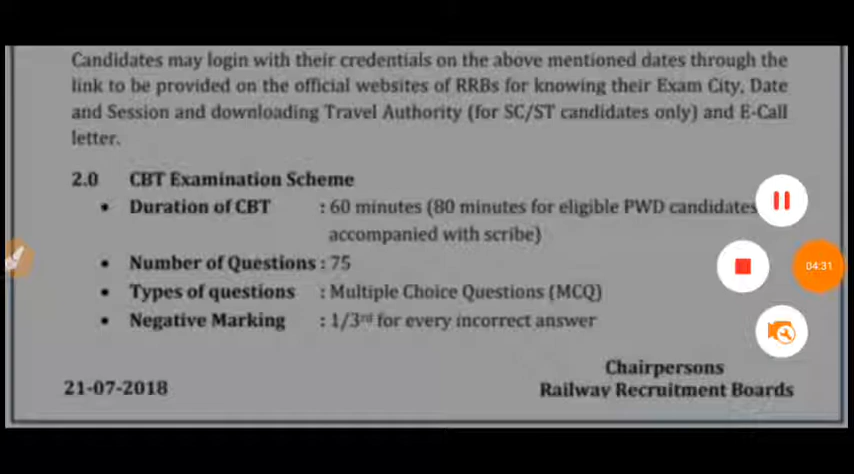 Candidates may login with their credentials on the above mentioned dates through the
link to be provided on the official websites of RRBs for knowing their Exam City, Date
and Session and downloading Travel Authority (for SC/ST candidates only) and E-Call
letter.
2.0 CBT Examination Scheme
• Duration of CBT : 60 minutes (80 minutes for eligible PWD candidates
accompanied with scribe)
• Number of Questions : 75
• Types of questions : Multiple Choice Questions (MCQ)
• Negative Marking : 1/3rd for every incorrect answer
04:31
Chairpersons
21-07-2018 Railway Recruitment Boards